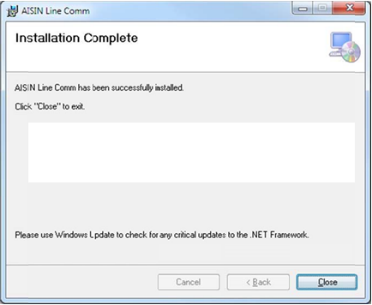 AISIN Line Comm
Installation Complete
AISIN Line Comm has been successfully installed.
Click "Close" to exit.
Please use Windows Update to check for any critical updates to the .NET Framework.
Cancel
< Back
Close